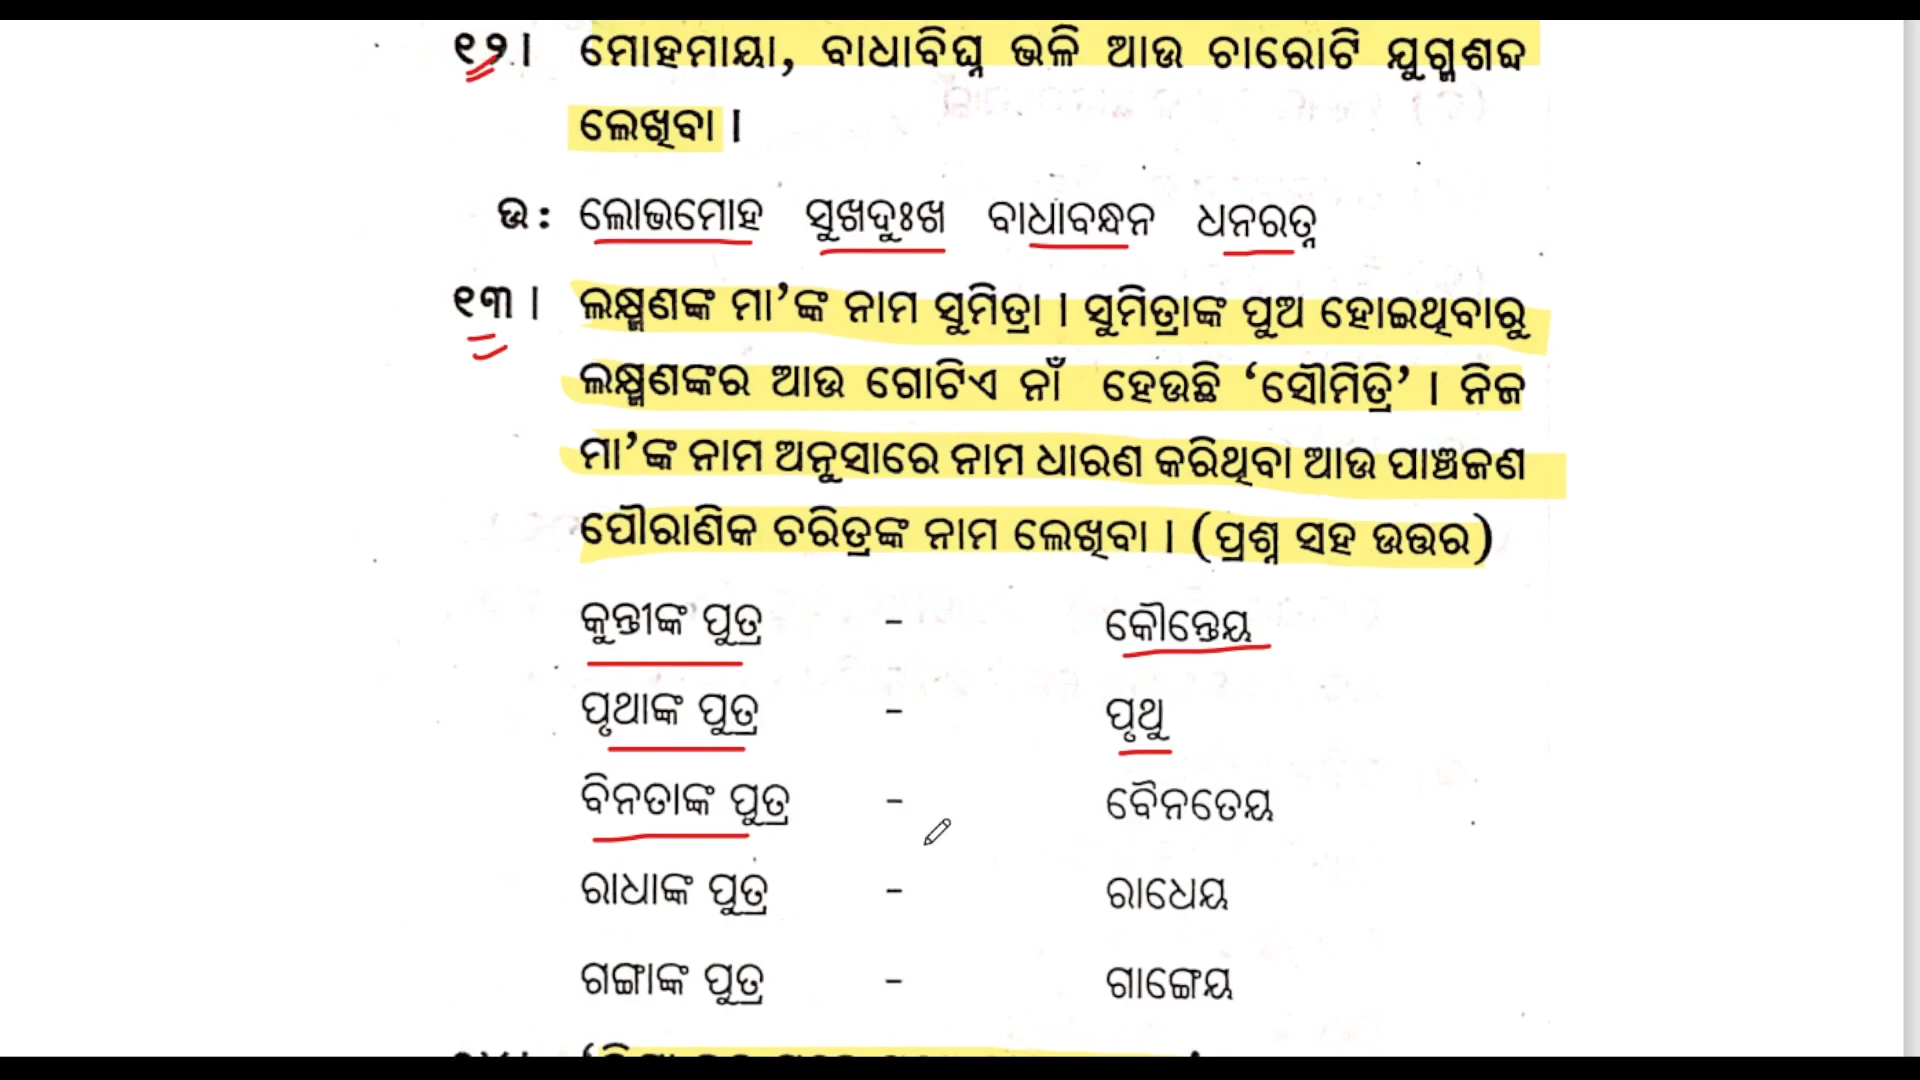 ୧୨। ମୋହମାୟା, ବାଧାବିଘ୍ନ ଭଳି ଆଉ ଚାରୋଟି ଯୁଗ୍ମଶବ୍ଦ
ଲେଖିବା।
ଉ: ଲୋଭମୋହ ସୁଖଦୁଃଖ ବାଧାବନ୍ଧନ ଧନରତ୍ନ
୧୩। ଲକ୍ଷ୍ମଣଙ୍କ ମା’ଙ୍କ ନାମ ସୁମିତ୍ରା। ସୁମିତ୍ରାଙ୍କ ପୁଅ ହୋଇଥିବାରୁ
ଲକ୍ଷ୍ମଣଙ୍କର ଆଉ ଗୋଟିଏ ନାଁ ହେଉଛି ‘ସୌମିତ୍ରି’। ନିଜ
ମା’ଙ୍କ ନାମ ଅନୁସାରେ ନାମ ଧାରଣ କରିଥିବା ଆଉ ପାଞ୍ଚଜଣ
ପୌରାଣିକ ଚରିତ୍ରଙ୍କ ନାମ ଲେଖିବା। (ପ୍ରଶ୍ନ ସହ ଉତ୍ତର)
କୁନ୍ତୀଙ୍କ ପୁତ୍ର - କୌନ୍ତେୟ
ପୃଥାଙ୍କ ପୁତ୍ର - ପୃଥୁ
ବିନତାଙ୍କ ପୁତ୍ର - ବୈନତେୟ
ରାଧାଙ୍କ ପୁତ୍ର - ରାଧେୟ
ଗଙ୍ଗାଙ୍କ ପୁତ୍ର - ଗାଙ୍ଗେୟ